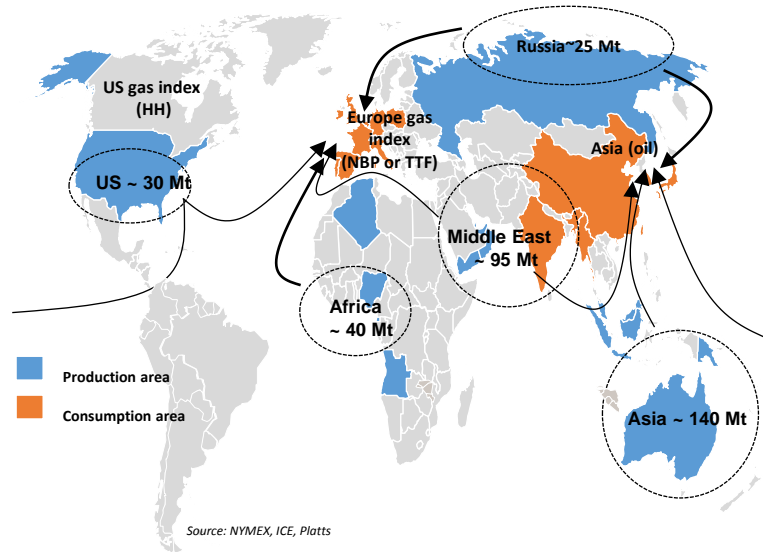 Russia~25 Mt
US gas index
(HH)
Europe gas
index
(NBP or TTF)
Asia (oil)
US ~ 30 Mt
Middle East
~ 95 Mt
Africa
~ 40 Mt
Production area
Consumption area
Asia ~ 140 Mt
Source: NYMEX, ICE, Platts